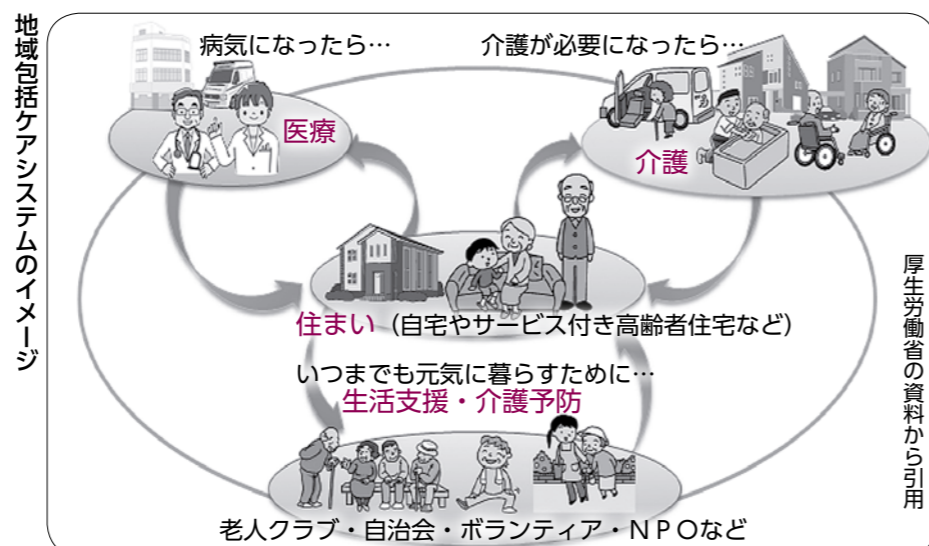 地域包括ケアシステムのイメージ
病気になったら…
介護が必要になったら…
医療
介護
住まい（自宅やサービス付き高齢者住宅など）
いつまでも元気に暮らすために…
生活支援・介護予防
老人クラブ・自治会・ボランティア・ＮＰＯなど
厚生労働省の資料から引用